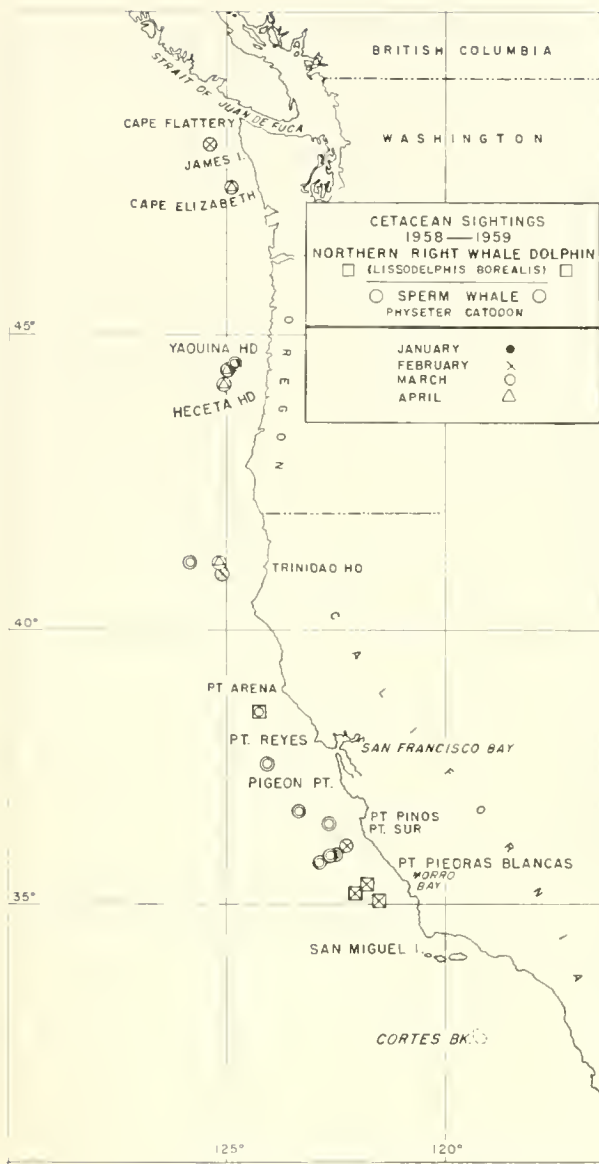 BRITISH COLUMBIA
STRAIT OF JUAN DE FUCA
CAPE FLATTERY
WASHINGTON
JAMES I.
CAPE ELIZABETH
CETACEAN SIGHTINGS
1958—1959
NORTHERN RIGHT WHALE DOLPHIN
(LISSODELPHIS BOREALIS)
SPERM WHALE
PHYSETER CATODON
JANUARY
FEBRUARY
MARCH
APRIL
45°
YAQUINA HD
HECETA HD
OREGON
TRINIDAD HD
40°
PT ARENA
PT. REYES
SAN FRANCISCO BAY
PIGEON PT.
PT PINOS
PT. SUR
PT PIEDRAS BLANCAS
MORRO
BAY
35°
CALIFORNIA
SAN MIGUEL I.
CORTES BK.
125°
120°